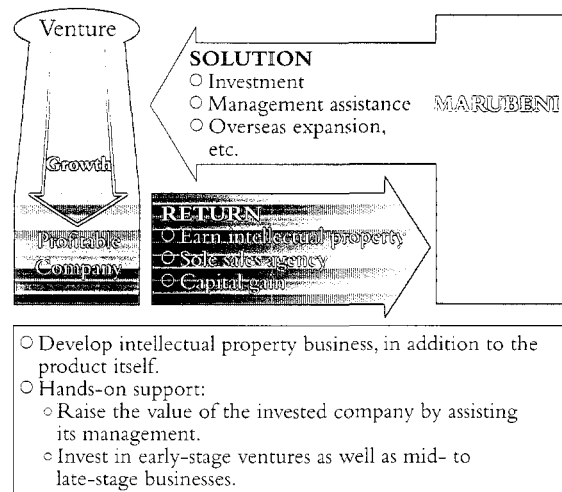 Venture
SOLUTION
○ Investment
○ Management assistance
○ Overseas expansion,
etc.
MARUBENI
Growth
Profitable
Company
RETURN
○ Earn intellectual property
○ Sole sales agency
○ Capital gain
○ Develop intellectual property business, in addition to the
product itself.
○ Hands-on support:
○ Raise the value of the invested company by assisting
its management.
○ Invest in early-stage ventures as well as mid- to
late-stage businesses.